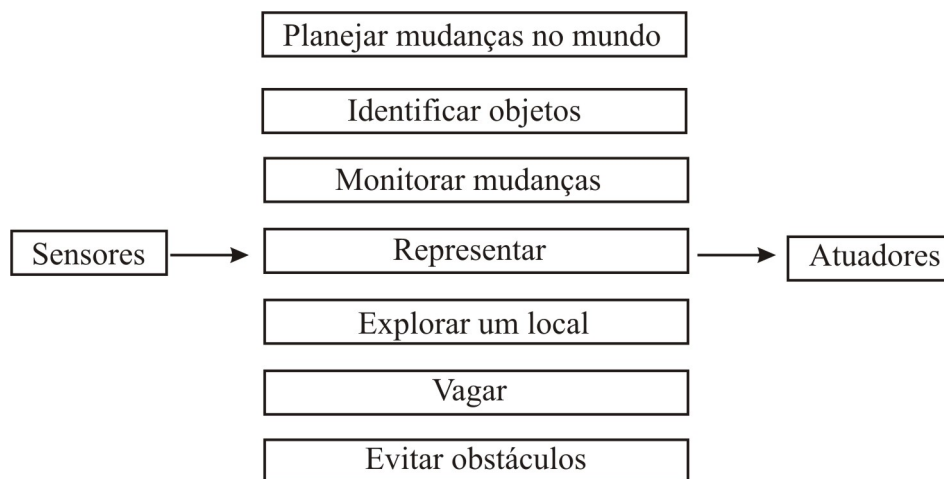 Planejar mudanças no mundo
Identificar objetos
Monitorar mudanças
Sensores
Representar
Atuadores
Explorar um local
Vagar
Evitar obstáculos